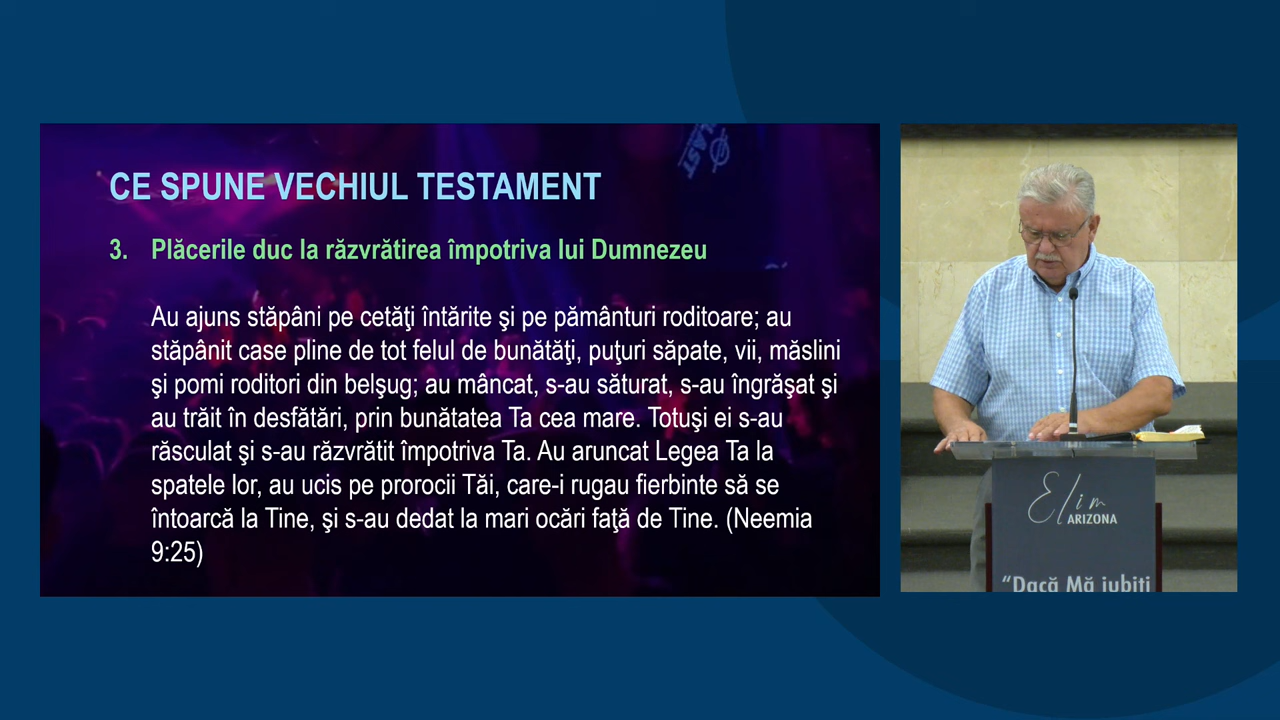 CE SPUNE VECHIUL TESTAMENT
3. Plăcerile duc la răzvrătirea împotriva lui Dumnezeu
Au ajuns stăpâni pe cetăţi întărite şi pe pământuri roditoare; au
stăpânit case pline de tot felul de bunătăţi, puţuri săpate, vii, măslini
şi pomi roditori din belşug; au mâncat, s-au săturat, s-au îngrăşat şi
au trăit în desfătări, prin bunătatea Ta cea mare. Totuşi ei s-au
răsculat şi s-au răzvrătit împotriva Ta. Au aruncat Legea Ta la
spatele lor, au ucis pe prorocii Tăi, care-i rugau fierbinte să se
întoarcă la Tine, şi s-au dedat la mari ocări faţă de Tine. (Neemia
9:25)
Elim
ARIZONA
“Dacă Mă iubiți